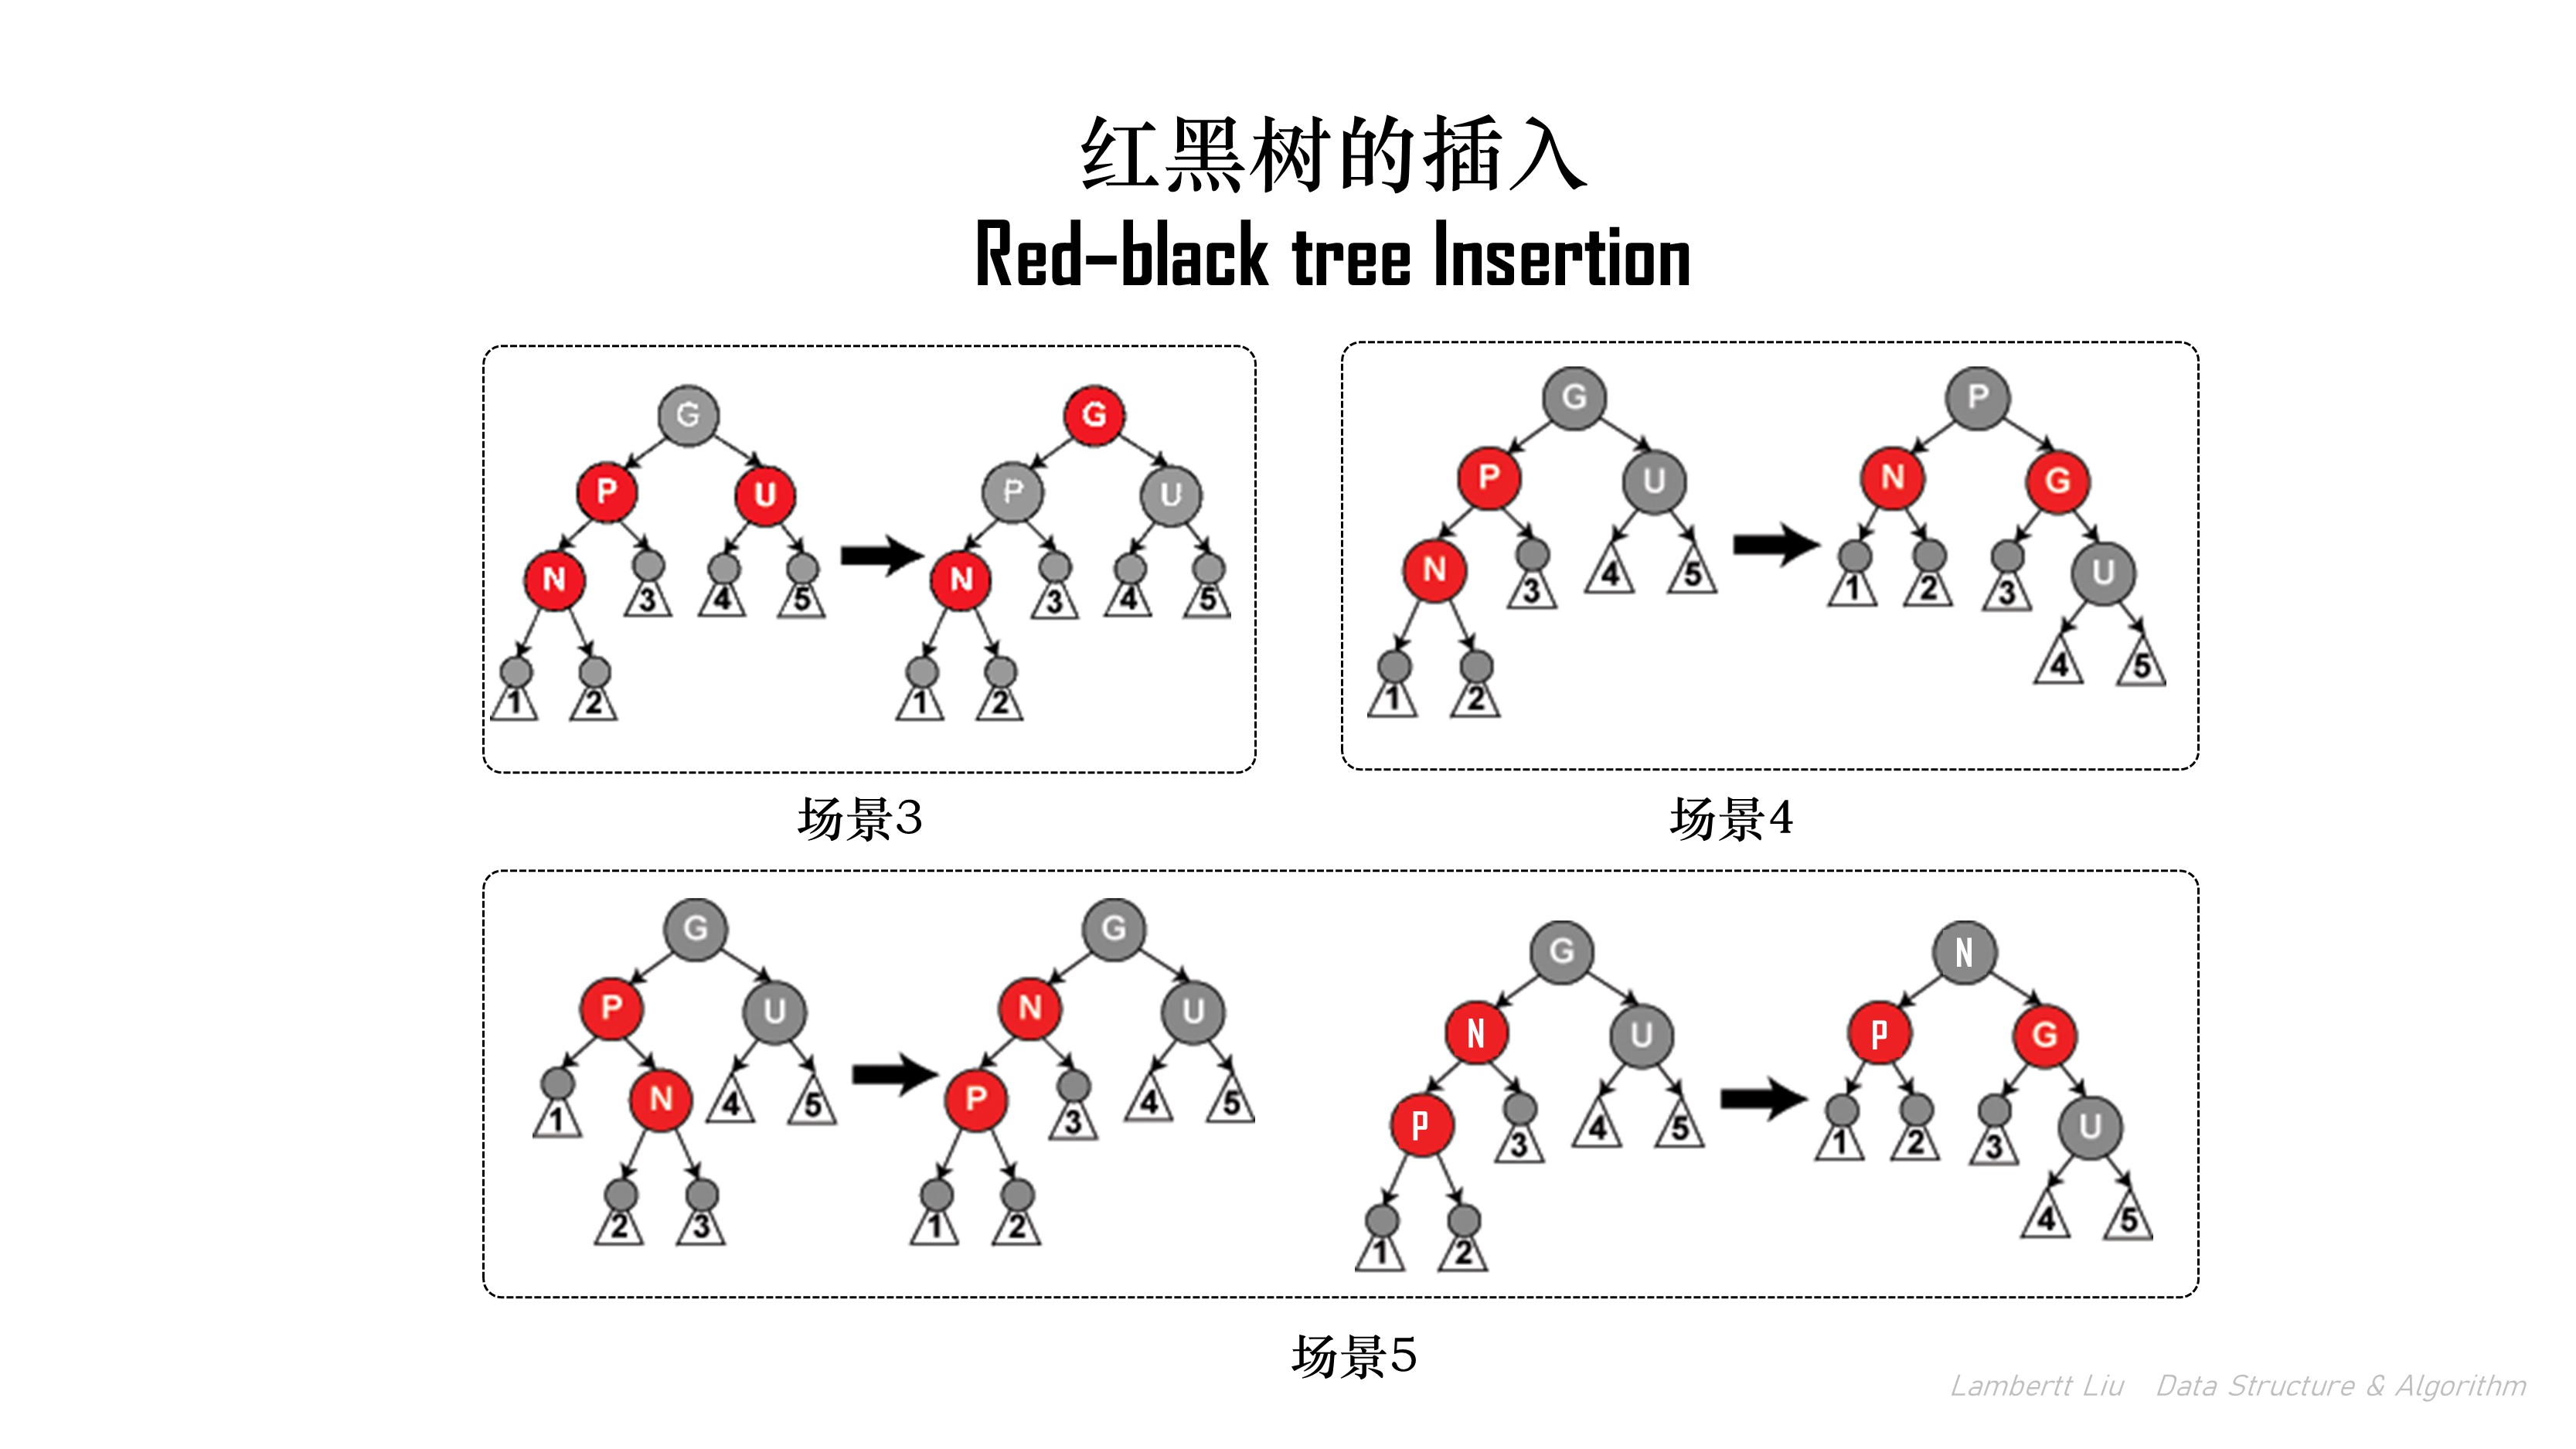 红黑树的插入
Red-black tree Insertion
G G
P U P U
N 3 4 5 N 3 4 5
1 2 1 2
场景3
G P
P U N G
N 3 4 5 1 2 3 U
1 2 4 5
场景4
G G
P U N U
1 N 4 5 P 3 4 5
2 3 1 2
G N
N U P G
P 3 4 5 1 2 3 U
1 2 4 5
场景5
Lambertt Liu Data Structure & Algorithm